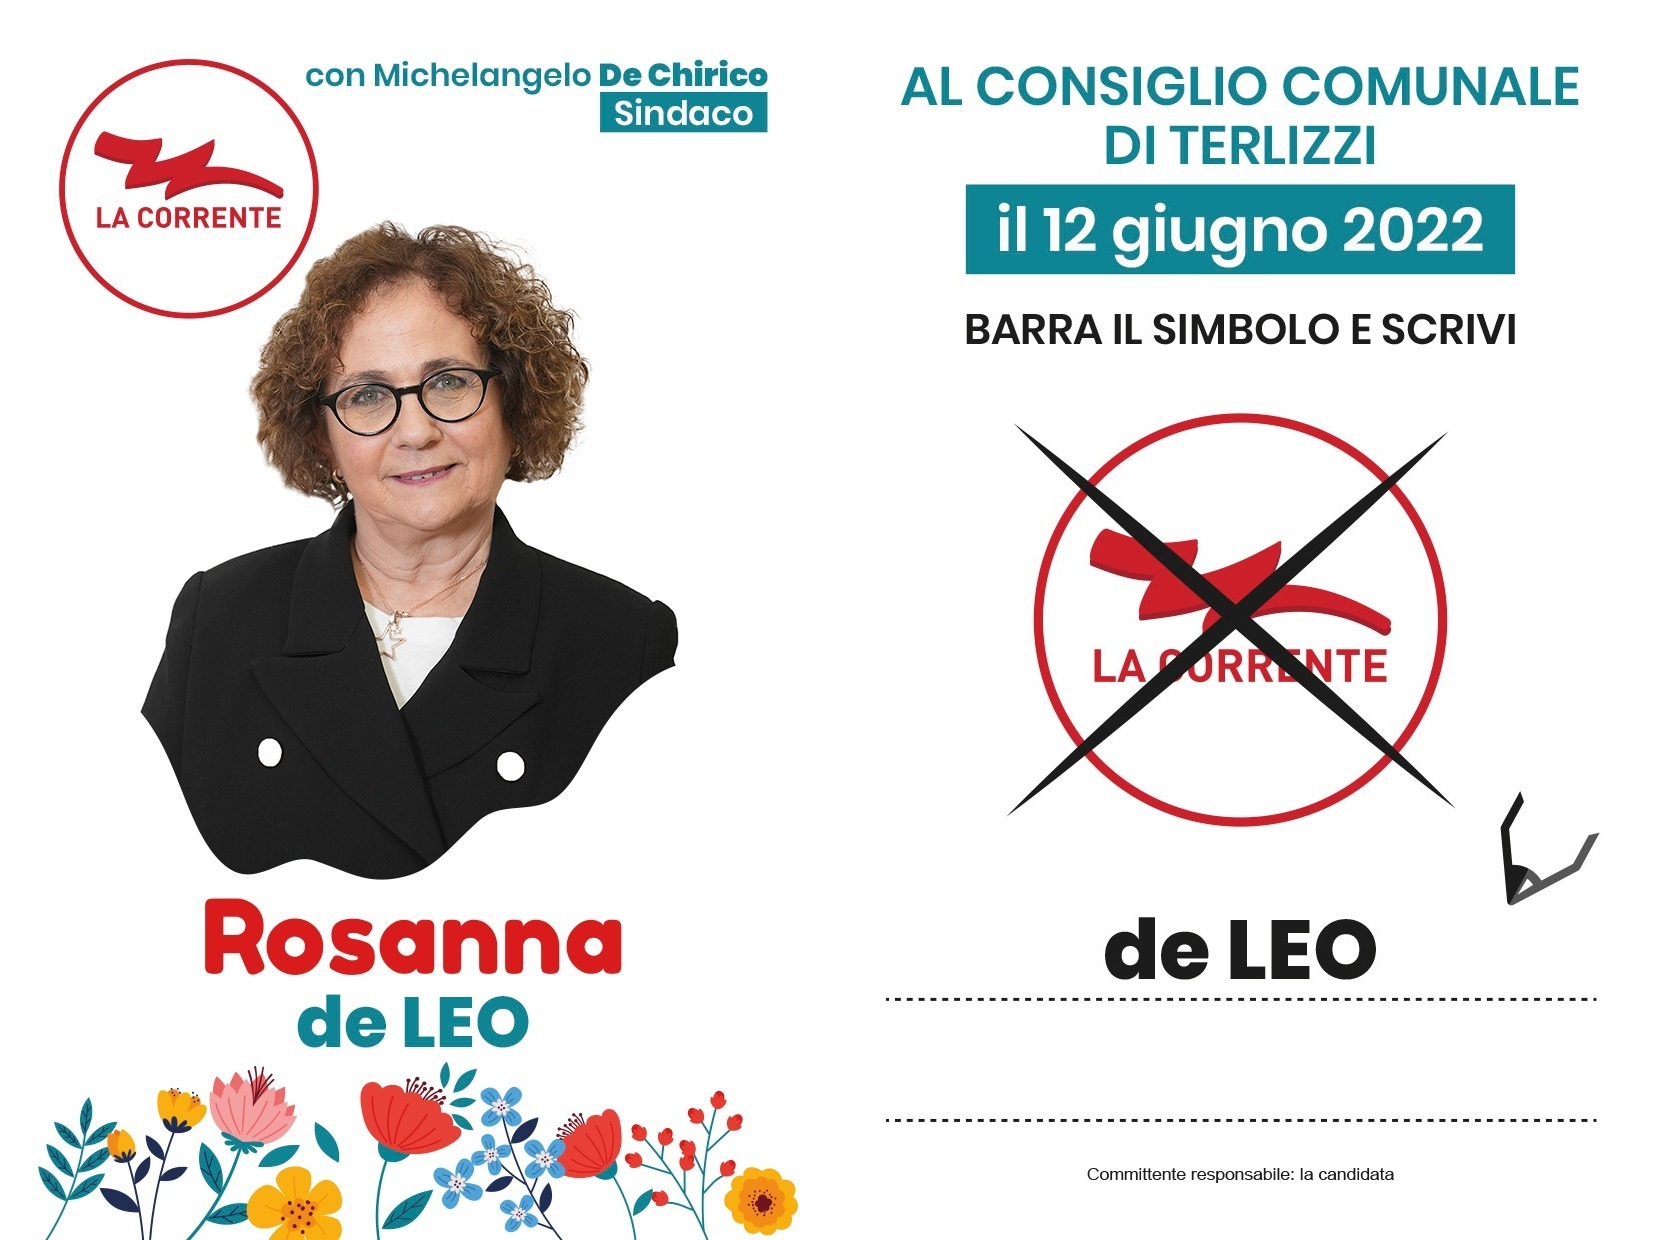 con Michelangelo De Chirico
Sindaco
LA CORRENTE
Rosanna
de LEO
AL CONSIGLIO COMUNALE
DI TERLIZZI
il 12 giugno 2022
BARRA IL SIMBOLO E SCRIVI
LA CORRENTE
de LEO
Committente responsabile: la candidata